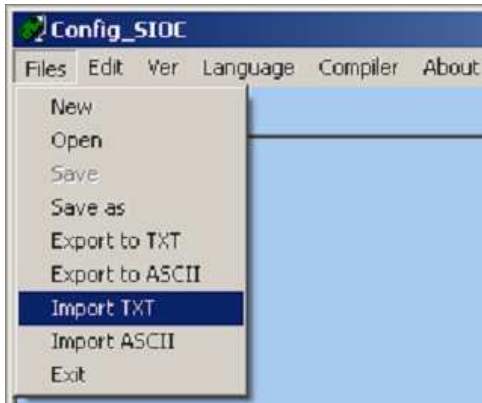 Config_SIOC
Files Edit Ver Language Compiler About
New
Open
Save
Save as
Export to TXT
Export to ASCII
Import TXT
Import ASCII
Exit